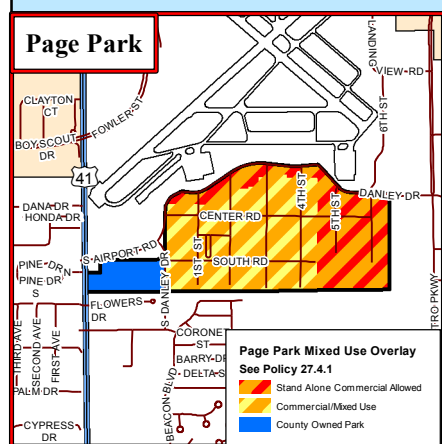 Page Park
LANDING
VIEW RD
6TH ST
CLAYTON
CT
FOWLER ST
BOY SCOUT
DR
41
DANLEY DR
4TH ST
5TH ST
DANA DR
HONDA DR
CENTER RD
S AIRPORT RD
1ST ST
SOUTH RD
PINE DR N
PINE DR
S
S DANLEY DR
FLOWERS
DR
THIRD AVE
SECOND AVE
FIRST AVE
CORONET
ST
BARRY DR
DELTA S
PALM DR
BEACON BLVD
CYPRESS
DR
TRO PKWY
Page Park Mixed Use Overlay
See Policy 27.4.1
Stand Alone Commercial Allowed
Commercial/Mixed Use
County Owned Park